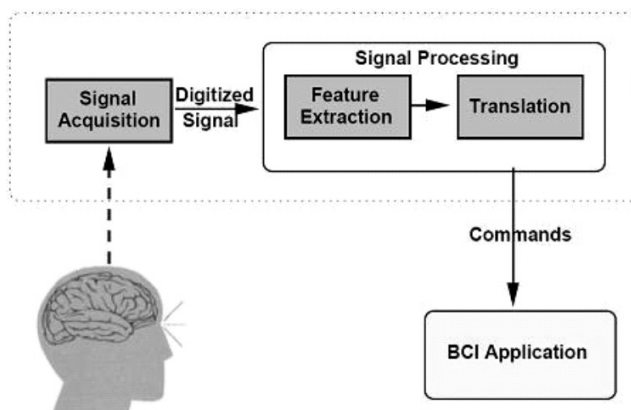 Signal Processing
Signal
Acquisition
Digitized
Signal
Feature
Extraction
Translation
Commands
BCI Application